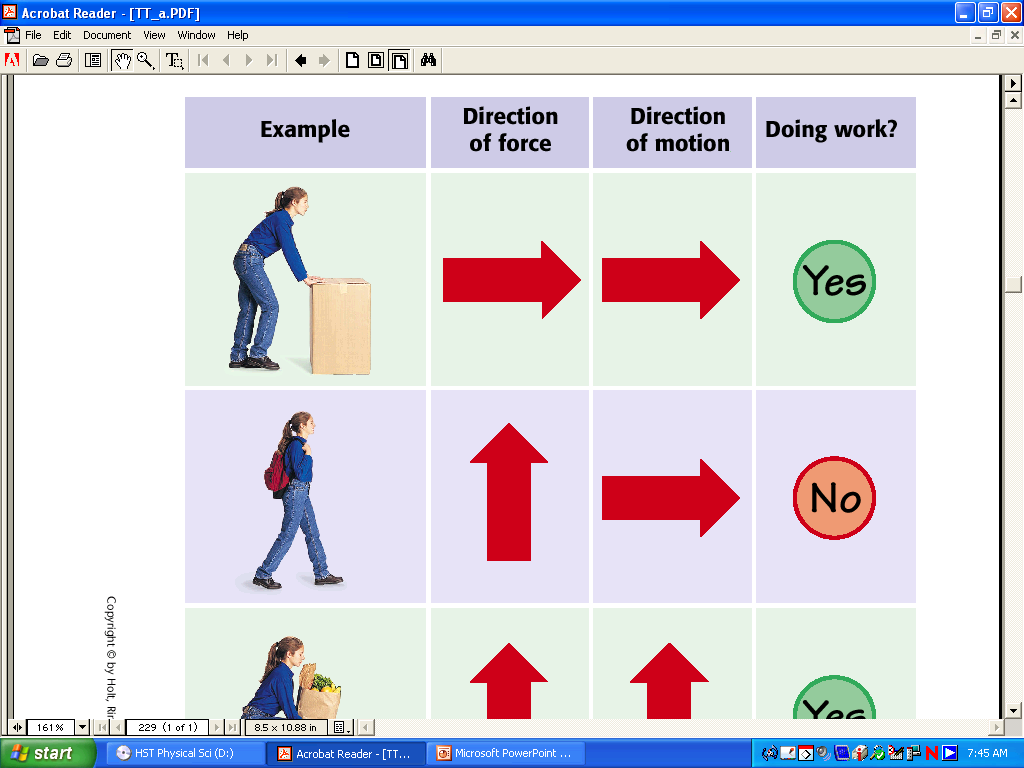 Acrobat Reader - [TT_a.PDF]
File Edit Document View Window Help
Example
Direction
of force
Direction
of motion
Doing work?
Yes
No
Yes
Copyright © by Holt,
161%
229 (1 of 1)
8.5 x 10.88 in
start
HST Physical Sci (D:)
Acrobat Reader - [TT...
Microsoft PowerPoint ...
7:45 AM